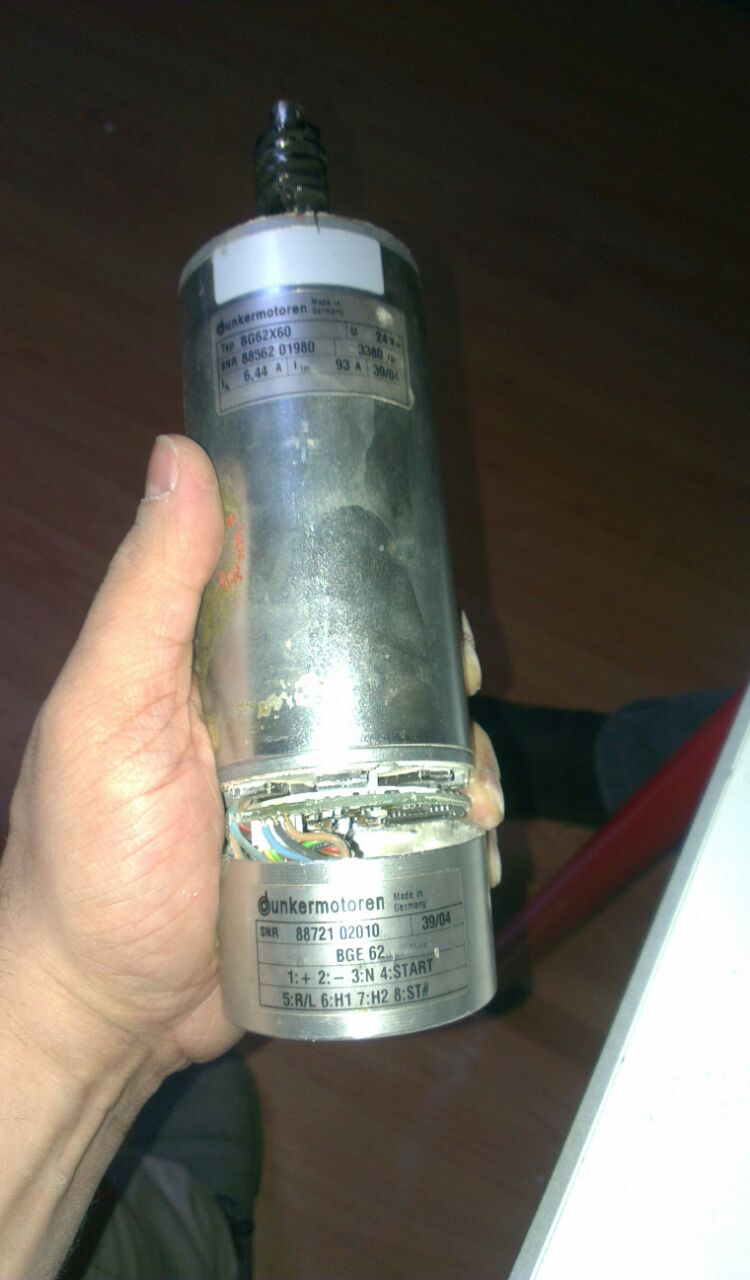 dunkermotoren Made in
Germany
Typ BG62X60 U 24 V
SNR 88562 01980 3380 rpm
6,44 A 93 A 39/04
dunkermotoren Made in
Germany
SNR 88721 02010 39/04
BGE 62
1:+ 2:– 3:N 4:START
5:R/L 6:H1 7:H2 8:ST#